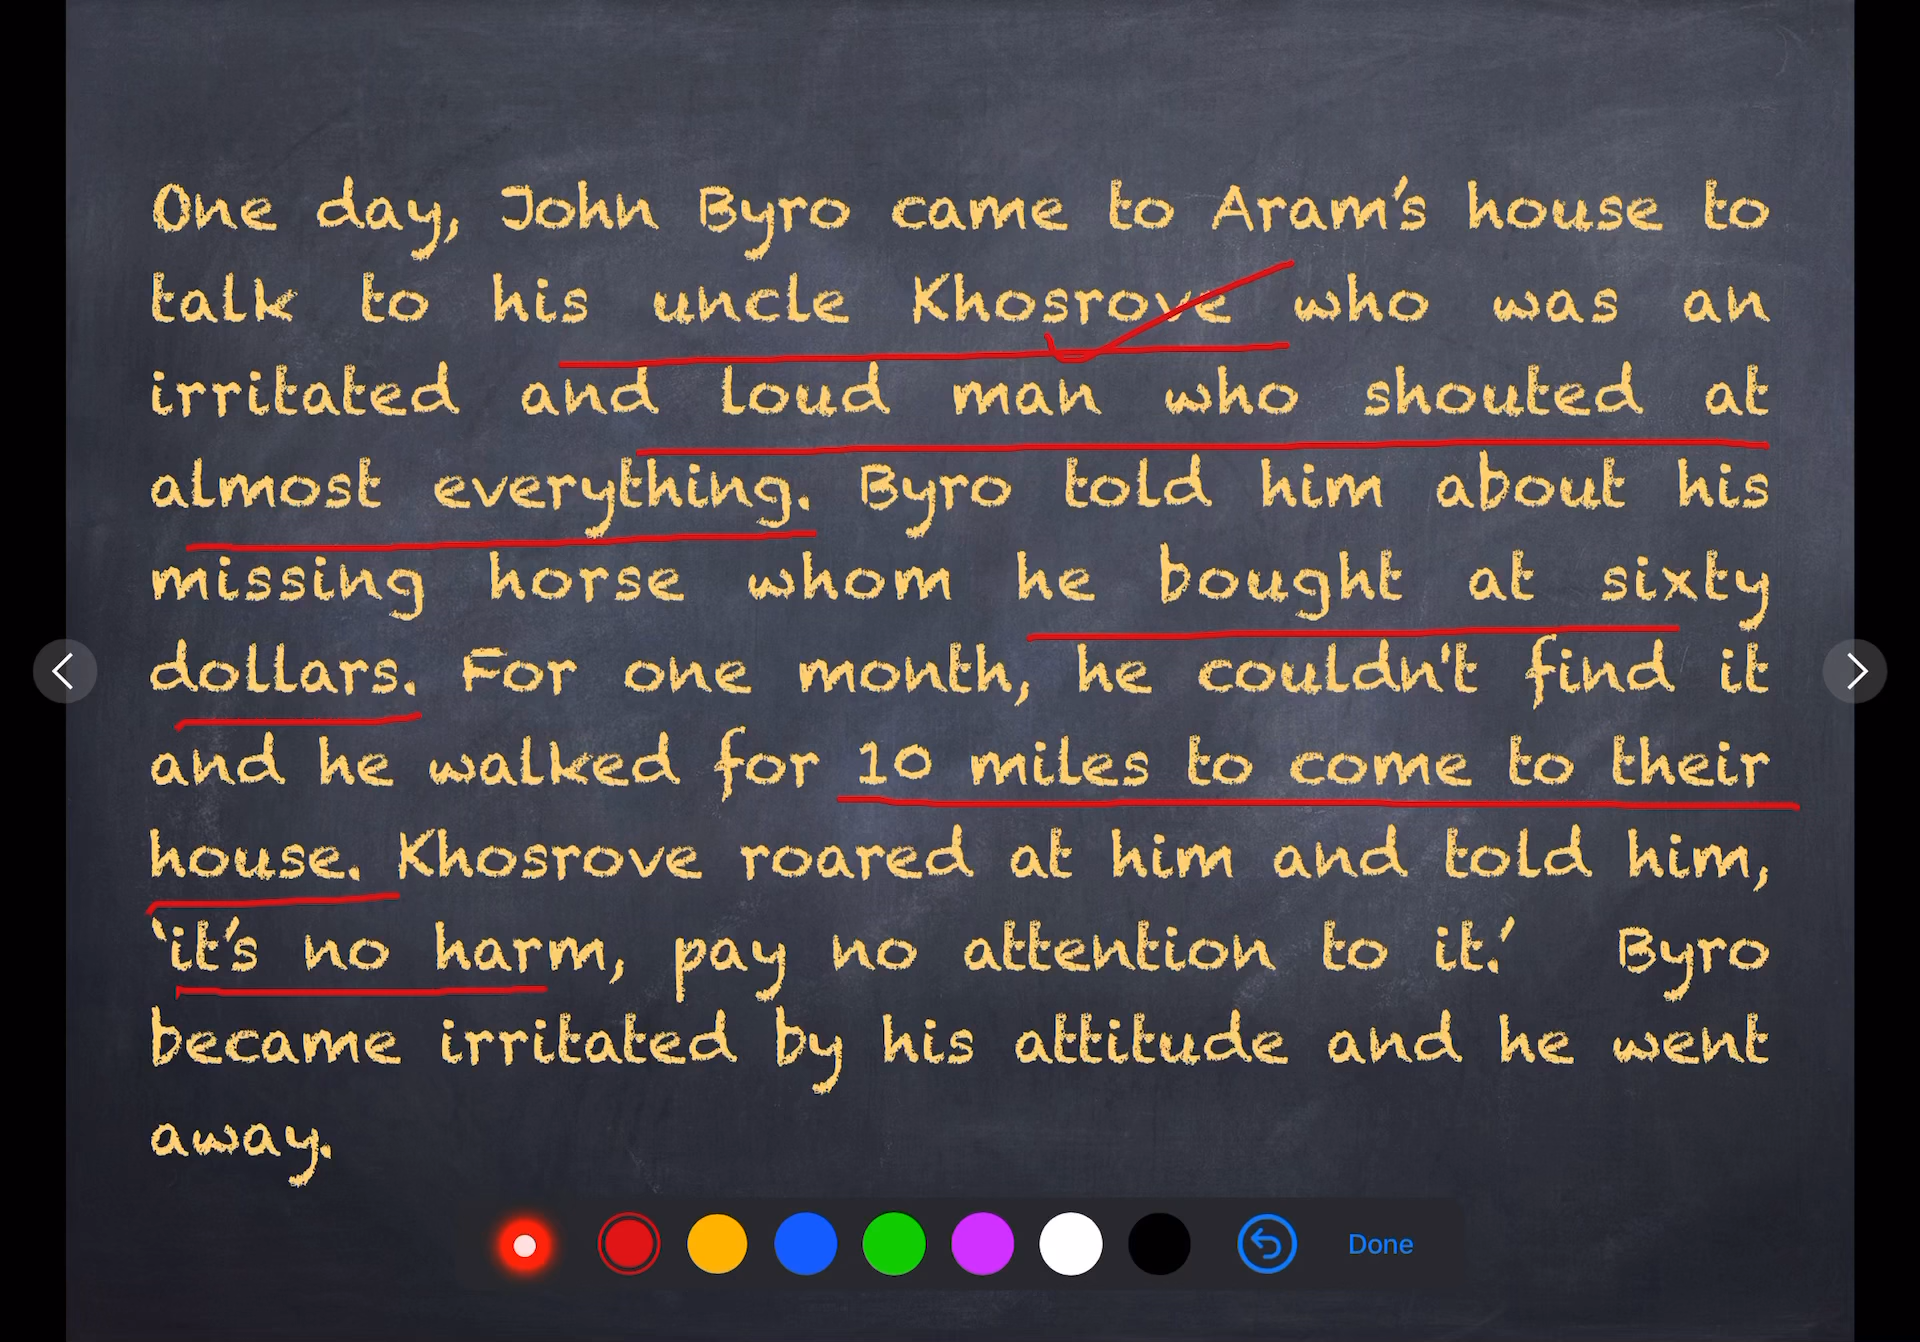 One day, John Byro came to Aram's house to
talk to his uncle Khosrove who was an
irritated and loud man who shouted at
almost everything. Byro told him about his
missing horse whom he bought at sixty
dollars. For one month, he couldn't find it
and he walked for 10 miles to come to their
house. Khosrove roared at him and told him,
‘it’s no harm, pay no attention to it.’ Byro
became irritated by his attitude and he went
away.
Done